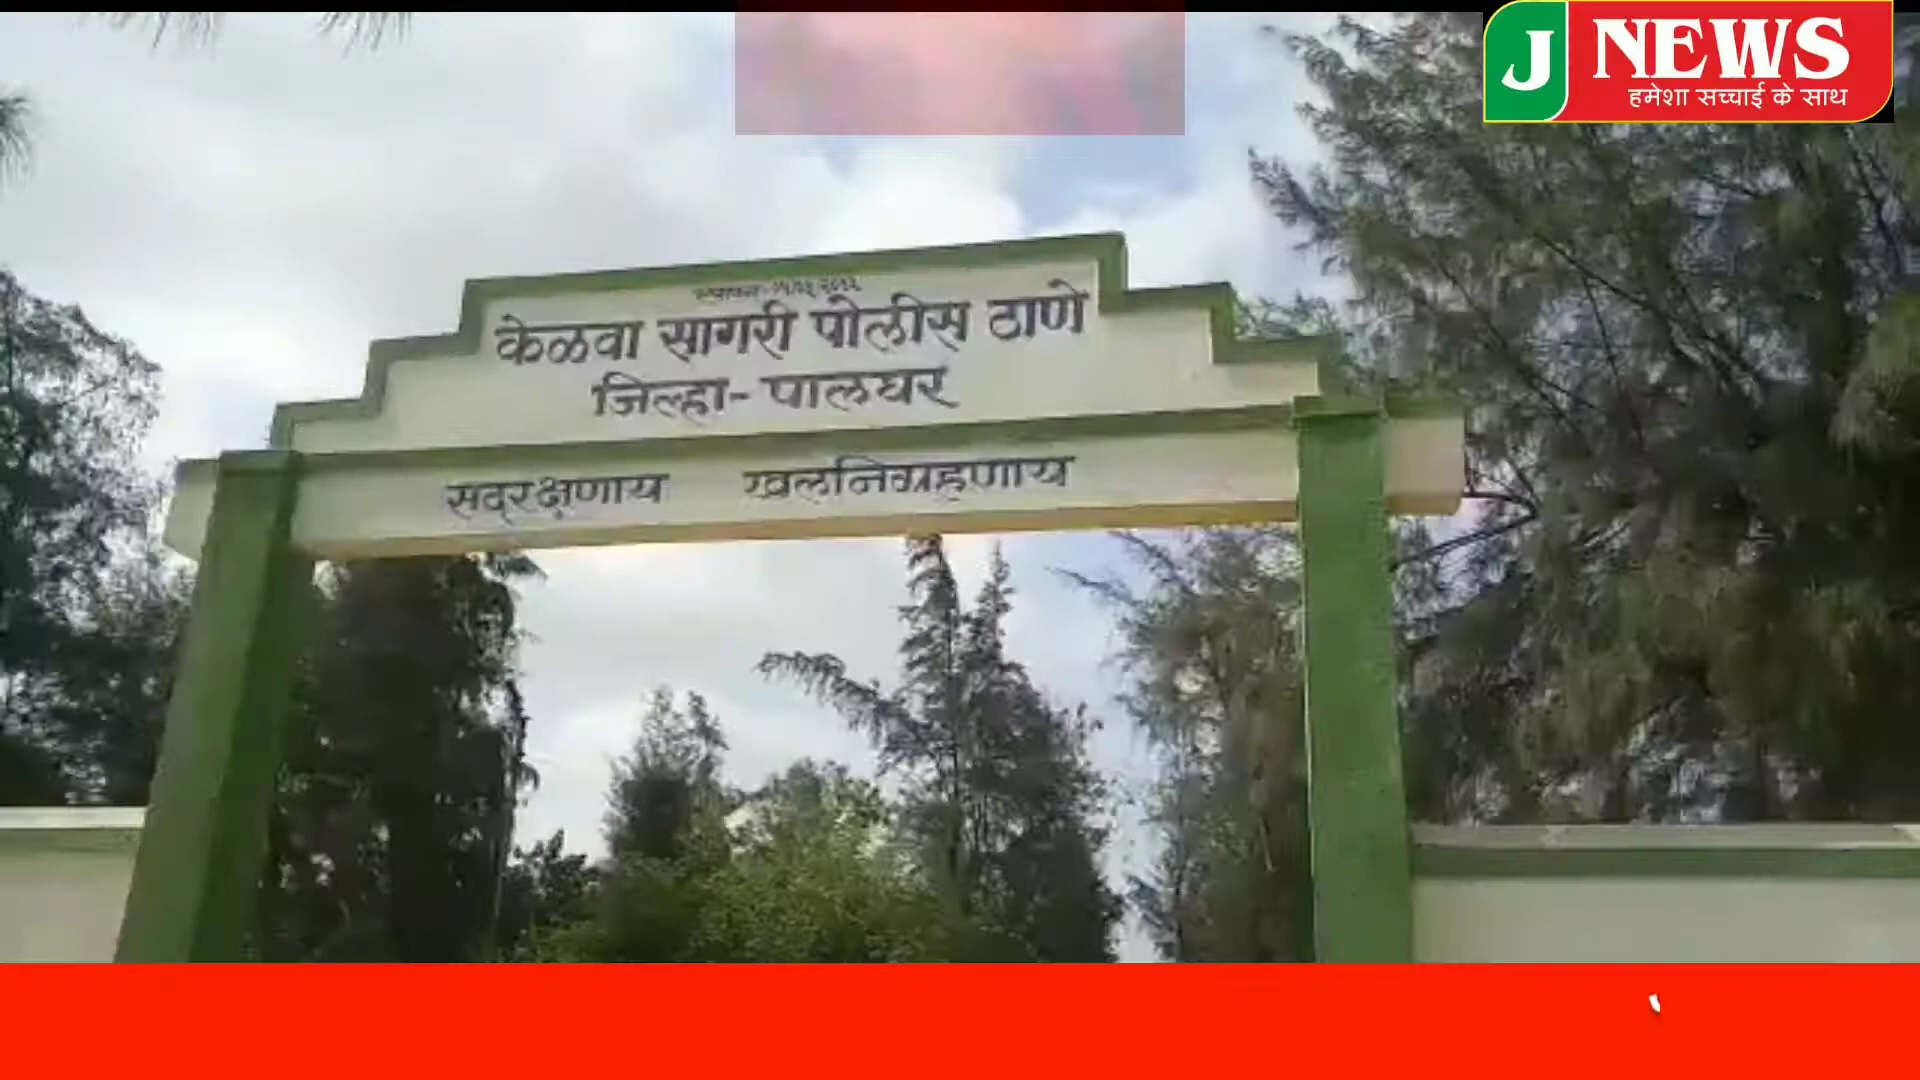 J NEWS
हमेशा सच्चाई के साथ
केळवा सागरी पोलीस ठाणे
जिल्हा-पालघर
सद्रक्षणाय खलनिग्रहणाय